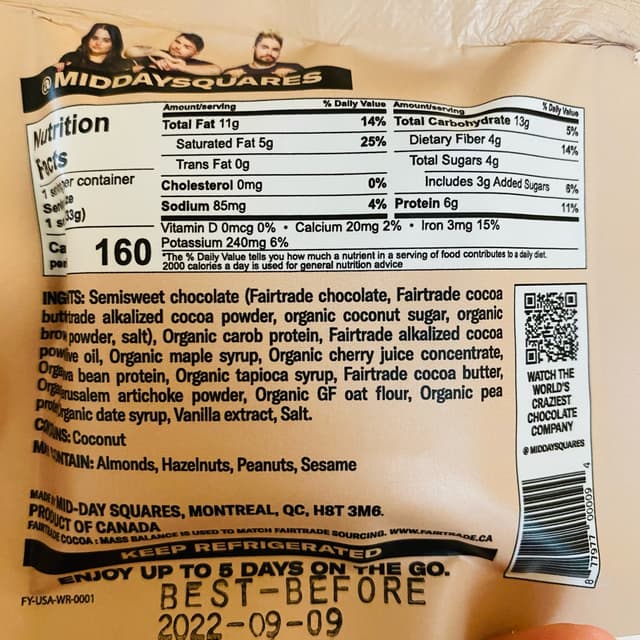 @MIDDAYSQUARES
Nutrition
Facts
container
160
Amount/serving % Daily Value
Total Fat 11g 14%
Saturated Fat 5g 25%
Trans Fat 0g
Cholesterol 0mg 0%
Sodium 85mg 4%
Amount/serving % Daily Value
Total Carbohydrate 13g 5%
Dietary Fiber 4g 14%
Total Sugars 4g
Includes 3g Added Sugars 6%
Protein 6g 11%
Vitamin D 0mcg 0% • Calcium 20mg 2% • Iron 3mg 15%
Potassium 240mg 6%
*The % Daily Value tells you how much a nutrient in a serving of food contributes to a daily diet.
2000 calories a day is used for general nutrition advice
Semisweet chocolate (Fairtrade chocolate, Fairtrade cocoa
alkalized cocoa powder, organic coconut sugar, organic
powder, salt), Organic carob protein, Fairtrade alkalized cocoa
oil, Organic maple syrup, Organic cherry juice concentrate,
bean protein, Organic tapioca syrup, Fairtrade cocoa butter,
artichoke powder, Organic GF oat flour, Organic pea
date syrup, Vanilla extract, Salt.
Coconut
Almonds, Hazelnuts, Peanuts, Sesame
MID-DAY SQUARES, MONTREAL, QC, H8T 3M6.
PRODUCT OF CANADA
FAIRTRADE COCOA: MASS BALANCE IS USED TO MATCH FAIRTRADE SOURCING. WWW.FAIRTRADE.CA
KEEP REFRIGERATED
ENJOY UP TO 5 DAYS ON THE GO.
FY-USA-WR-0001
BEST-BEFORE
2022-09-09
WATCH THE
WORLD'S
CRAZIEST
CHOCOLATE
COMPANY
@MIDDAYSQUARES
8 77977 00009 4